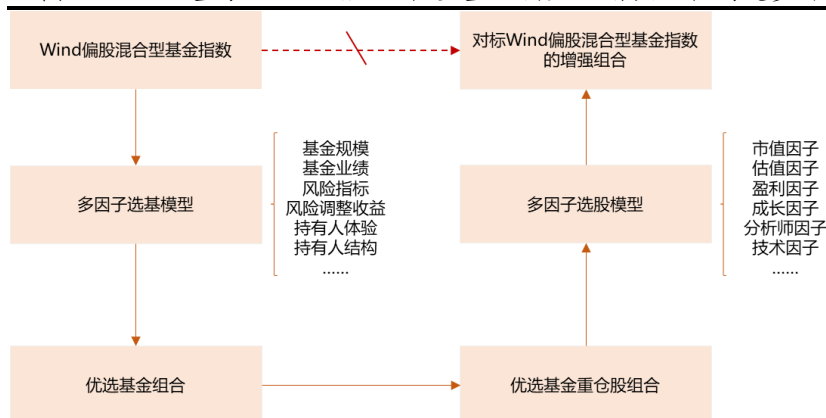 Wind偏股混合型基金指数
对标Wind偏股混合型基金指数
的增强组合
多因子选基模型
基金规模
基金业绩
风险指标
风险调整收益
持有人体验
持有人结构
......
多因子选股模型
市值因子
估值因子
盈利因子
成长因子
分析师因子
技术因子
......
优选基金组合
优选基金重仓股组合